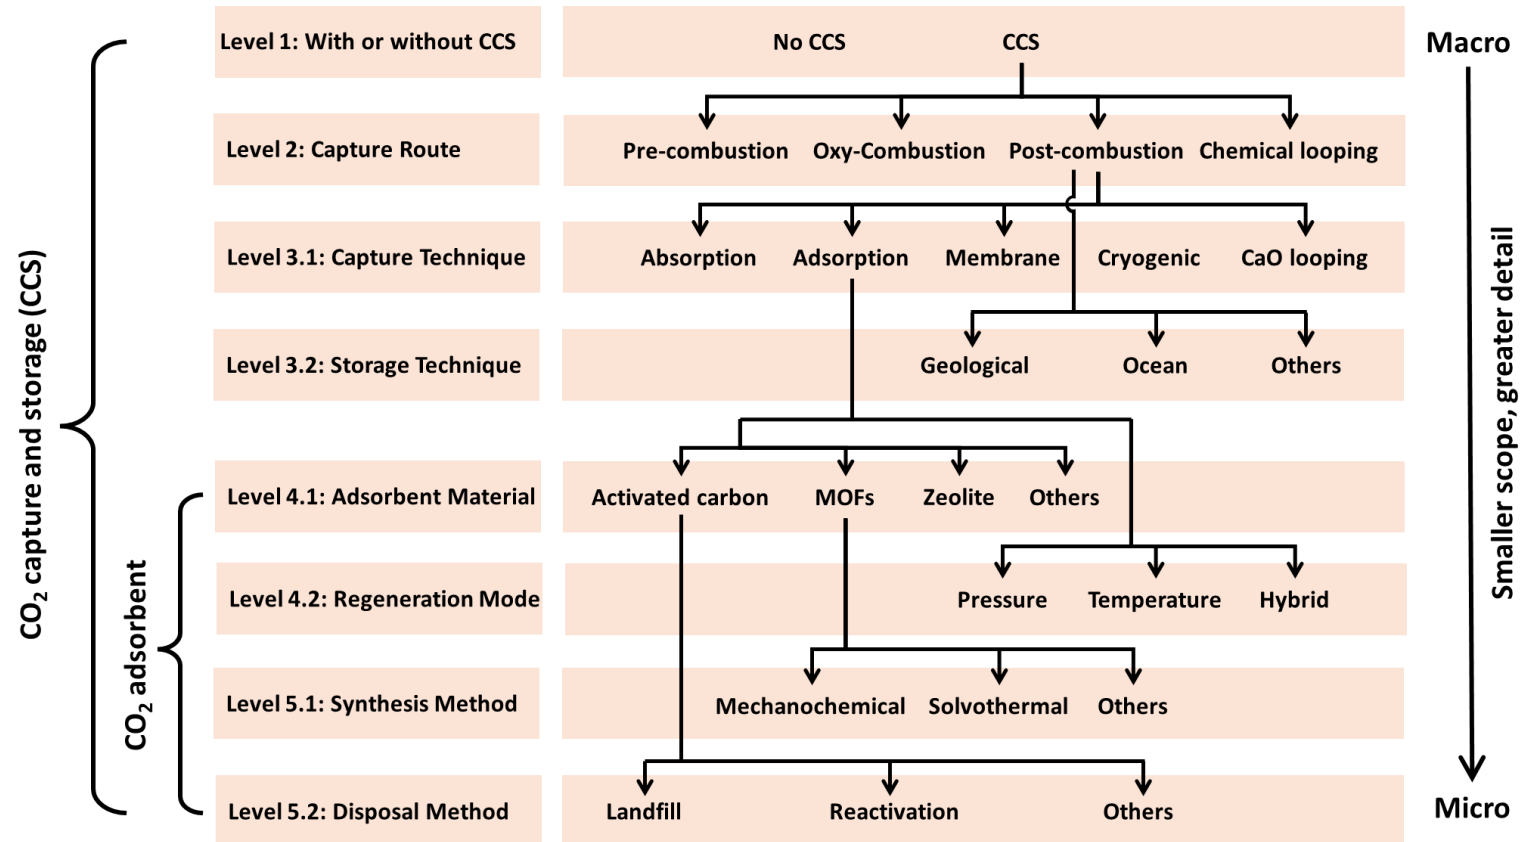 Level 1: With or without CCS
No CCS
CCS
Macro
Level 2: Capture Route
Pre-combustion
Oxy-Combustion
Post-combustion
Chemical looping
Level 3.1: Capture Technique
Absorption
Adsorption
Membrane
Cryogenic
CaO looping
Level 3.2: Storage Technique
Geological
Ocean
Others
Level 4.1: Adsorbent Material
Activated carbon
MOFs
Zeolite
Others
Level 4.2: Regeneration Mode
Pressure
Temperature
Hybrid
Level 5.1: Synthesis Method
Mechanochemical
Solvothermal
Others
Level 5.2: Disposal Method
Landfill
Reactivation
Others
Micro
CO₂ capture and storage (CCS)
CO₂ adsorbent
Smaller scope, greater detail